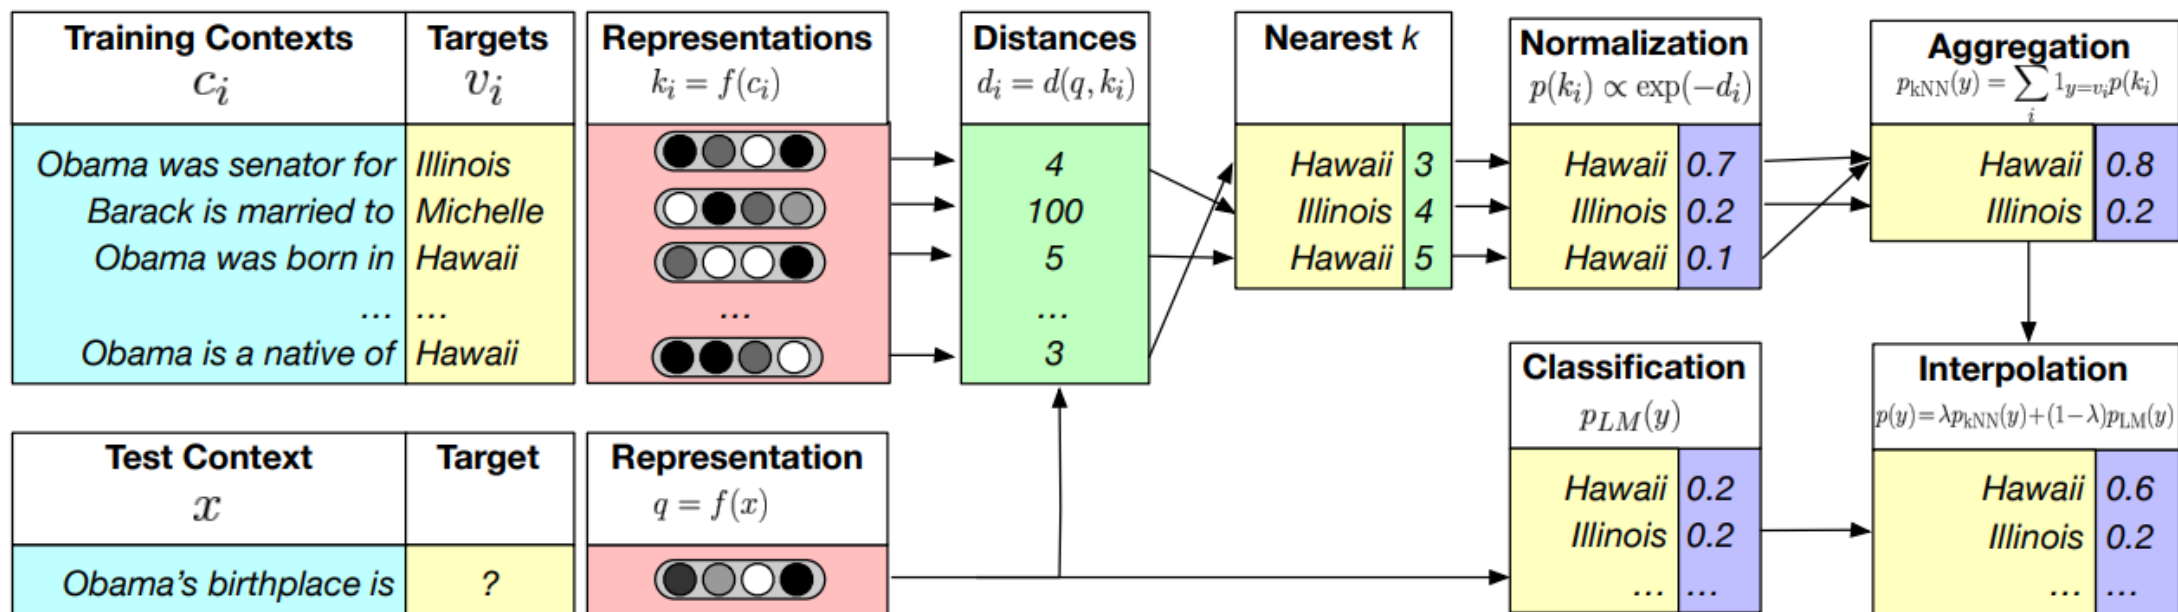 Training Contexts Targets Representations Distances Nearest k Normalization Aggregation
c_i v_i k_i = f(c_i) d_i = d(q, k_i) p(k_i) ∝ exp(−d_i) p_kNN(y) = ∑_i 1_{y=v_i} p(k_i)
Obama was senator for Illinois 4 Hawaii 3 Hawaii 0.7 Hawaii 0.8
Barack is married to Michelle 100 Illinois 4 Illinois 0.2 Illinois 0.2
Obama was born in Hawaii 5 Hawaii 5 Hawaii 0.1
... ... ... ...
Obama is a native of Hawaii 3
Classification Interpolation
p_LM(y) p(y)=λp_kNN(y)+(1−λ)p_LM(y)
Test Context Target Representation
x q = f(x)
Hawaii 0.2 Hawaii 0.6
Illinois 0.2 Illinois 0.2
Obama's birthplace is ? ... ... ... ...